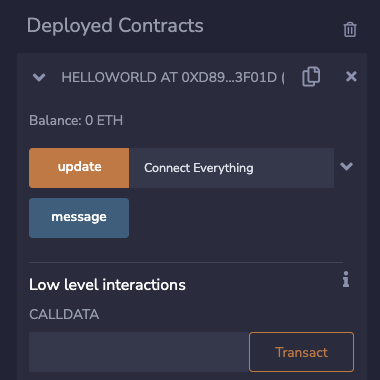 Deployed Contracts
HELLOWORLD AT 0XD89...3F01D (
Balance: 0 ETH
update Connect Everything
message
Low level interactions
CALLDATA
Transact